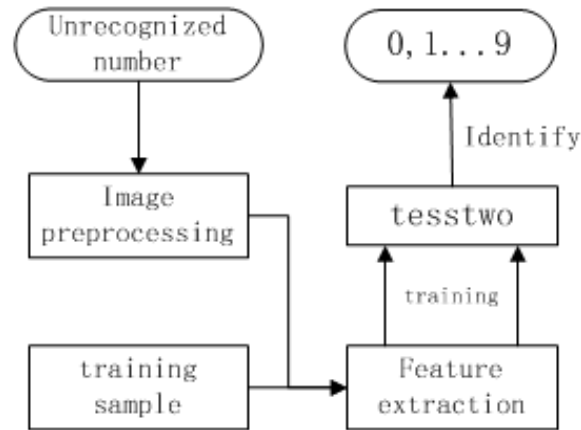 Unrecognized
number
0,1...9
Identify
Image
preprocessing
tesstwo
training
training
sample
Feature
extraction